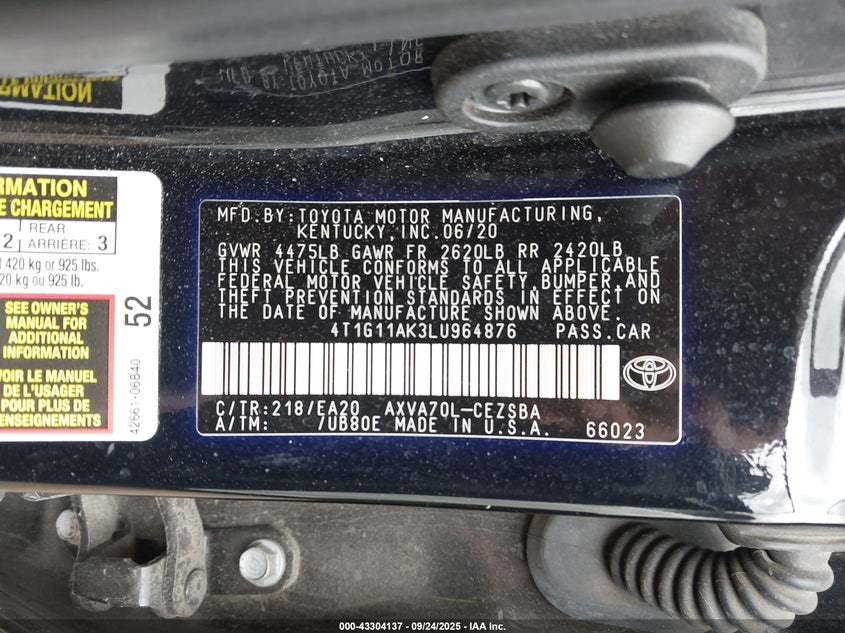 RMATION
E CHARGEMENT
2 REAR ARRIÈRE: 3
420 kg or 925 lbs.
20 kg ou 925 lb.
SEE OWNER'S
MANUAL FOR
ADDITIONAL
INFORMATION
VOIR LE MANUEL
DE L'USAGER
POUR PLUS DE
RENSEIGNEMENTS
52
42661-06B40
MFD.BY:TOYOTA MOTOR MANUFACTURING,
KENTUCKY, INC.06/20
GVWR 4475LB GAWR FR 2620LB RR 2420LB
THIS VEHICLE CONFORMS TO ALL APPLICABLE
FEDERAL MOTOR VEHICLE SAFETY,BUMPER,AND
THEFT PREVENTION STANDARDS IN EFFECT ON
THE DATE OF MANUFACTURE SHOWN ABOVE.
4T1G11AK3LU964876 PASS.CAR
C/TR:218/EA20 AXVA70L-CEZSBA
A/TM: 7UB80E MADE IN U.S.A. 66023
000-43304137 - 09/24/2025 - IAA Inc.